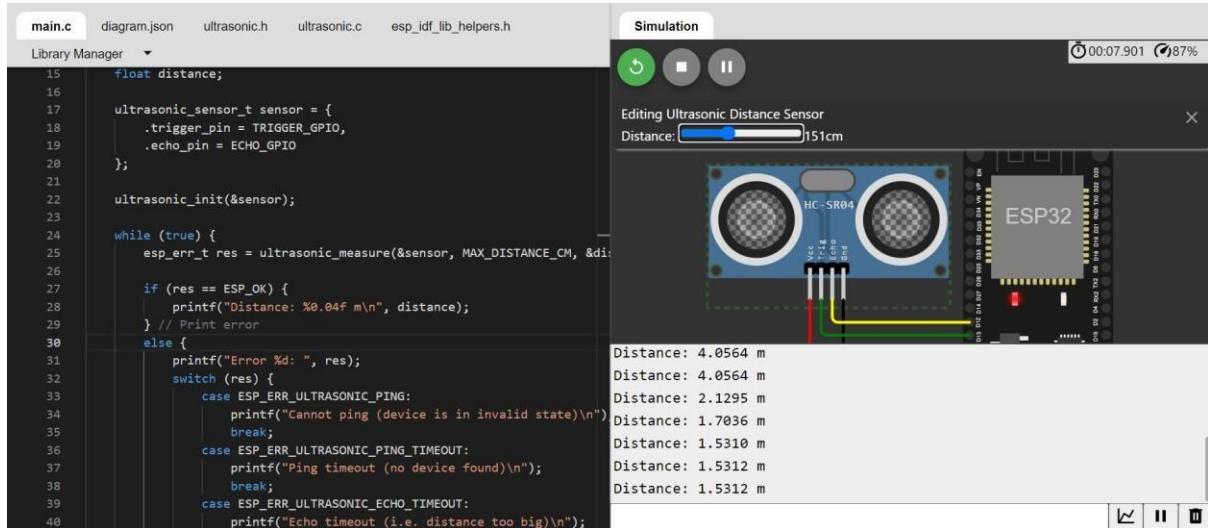 main.c diagram.json ultrasonic.h ultrasonic.c esp_idf_lib_helpers.h
Library Manager
15 float distance;
16
17 ultrasonic_sensor_t sensor = {
18 .trigger_pin = TRIGGER_GPIO,
19 .echo_pin = ECHO_GPIO
20 };
21
22 ultrasonic_init(&sensor);
23
24 while (true) {
25 esp_err_t res = ultrasonic_measure(&sensor, MAX_DISTANCE_CM, &di
26
27 if (res == ESP_OK) {
28 printf("Distance: %0.04f m\n", distance);
29 } // Print error
30 else {
31 printf("Error %d: ", res);
32 switch (res) {
33 case ESP_ERR_ULTRASONIC_PING:
34 printf("Cannot ping (device is in invalid state)\n")
35 break;
36 case ESP_ERR_ULTRASONIC_PING_TIMEOUT:
37 printf("Ping timeout (no device found)\n");
38 break;
39 case ESP_ERR_ULTRASONIC_ECHO_TIMEOUT:
40 printf("Echo timeout (i.e. distance too big)\n");
Simulation
00:07.901 87%
Editing Ultrasonic Distance Sensor
Distance: 151cm
HC-SR04
Vcc
Trig
Echo
Gnd
ESP32
Distance: 4.0564 m
Distance: 4.0564 m
Distance: 2.1295 m
Distance: 1.7036 m
Distance: 1.5310 m
Distance: 1.5312 m
Distance: 1.5312 m